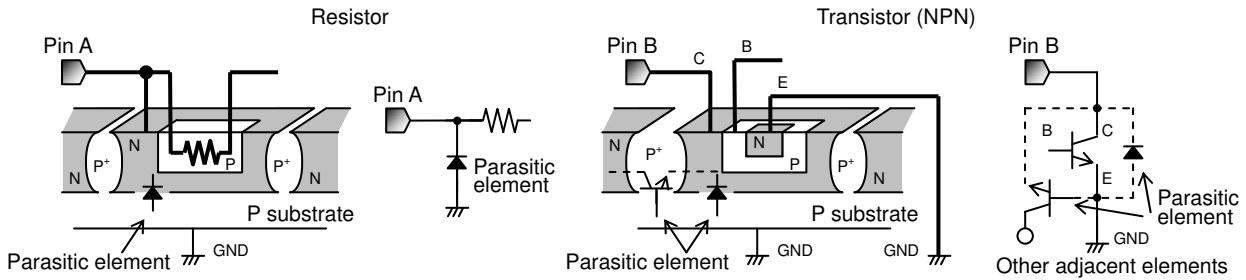 Resistor
Pin A
N
P+
N
P
P+
N
P substrate
Parasitic element
GND
Pin A
Parasitic
element
Transistor (NPN)
Pin B
C
B
E
N
P+
N
P
P+
N
P substrate
Parasitic element
GND
GND
Pin B
B
C
E
Parasitic
element
GND
Other adjacent elements